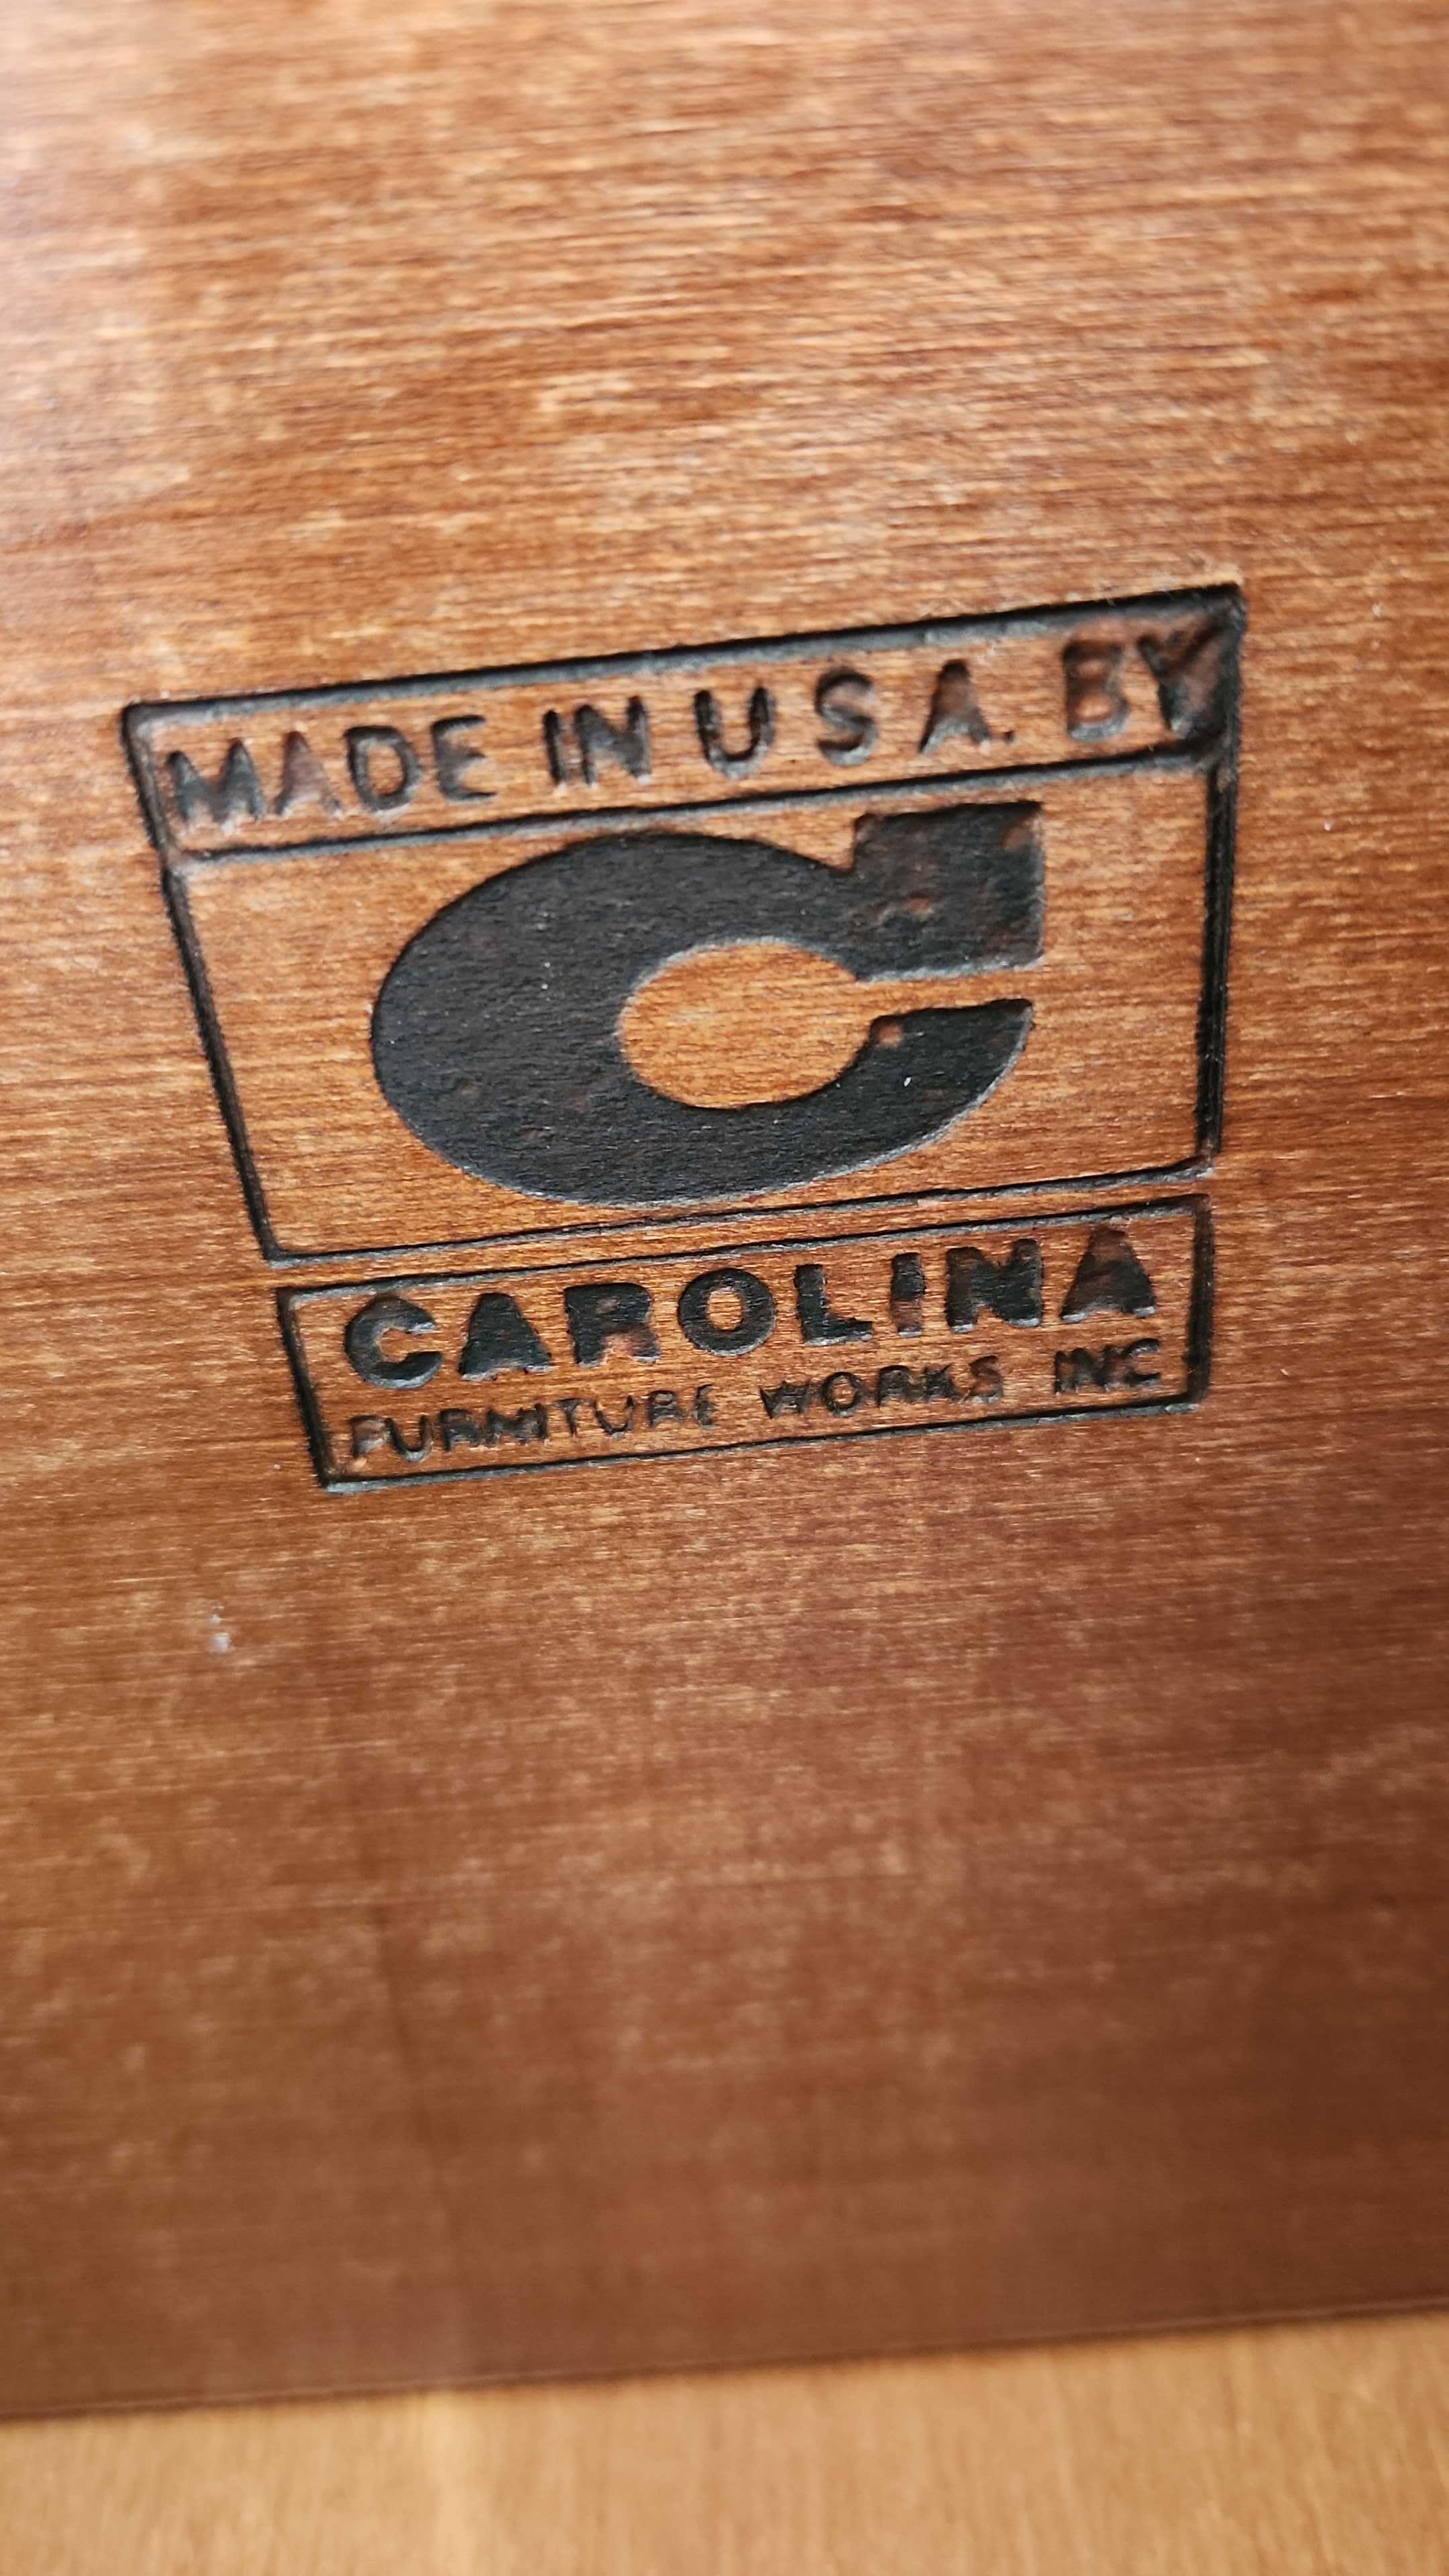 MADE IN U S A. BY
C
CAROLINA
FURNITURE WORKS INC